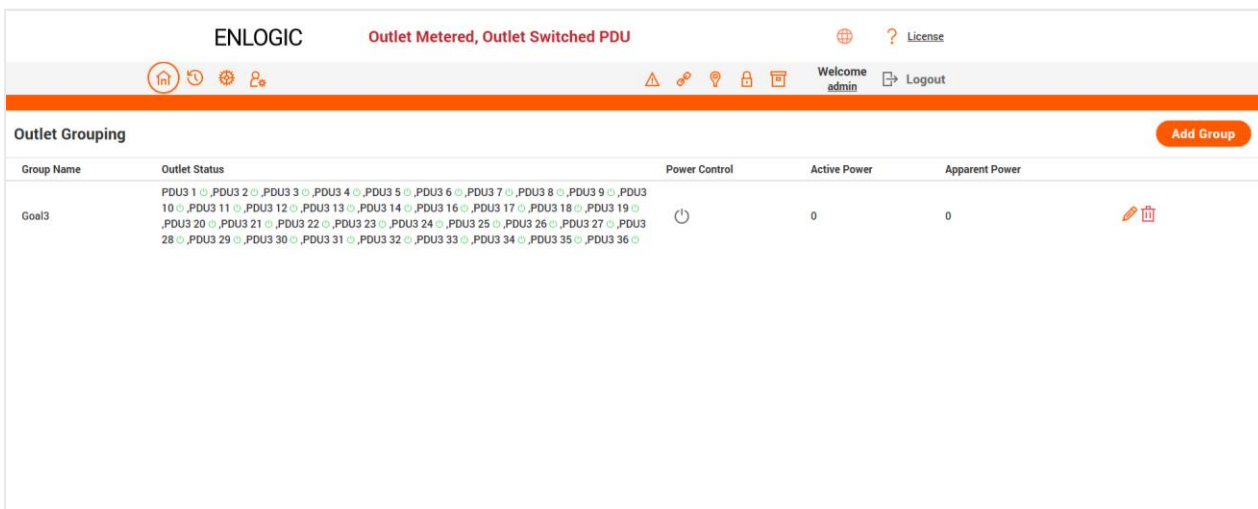 ENLOGIC Outlet Metered, Outlet Switched PDU ? License
Welcome
admin Logout
Outlet Grouping Add Group
Group Name Outlet Status Power Control Active Power Apparent Power
PDU3 1 ,PDU3 2 ,PDU3 3 ,PDU3 4 ,PDU3 5 ,PDU3 6 ,PDU3 7 ,PDU3 8 ,PDU3 9 ,PDU3
10 ,PDU3 11 ,PDU3 12 ,PDU3 13 ,PDU3 14 ,PDU3 16 ,PDU3 17 ,PDU3 18 ,PDU3 19
Goal3 0 0
,PDU3 20 ,PDU3 21 ,PDU3 22 ,PDU3 23 ,PDU3 24 ,PDU3 25 ,PDU3 26 ,PDU3 27 ,PDU3
28 ,PDU3 29 ,PDU3 30 ,PDU3 31 ,PDU3 32 ,PDU3 33 ,PDU3 34 ,PDU3 35 ,PDU3 36